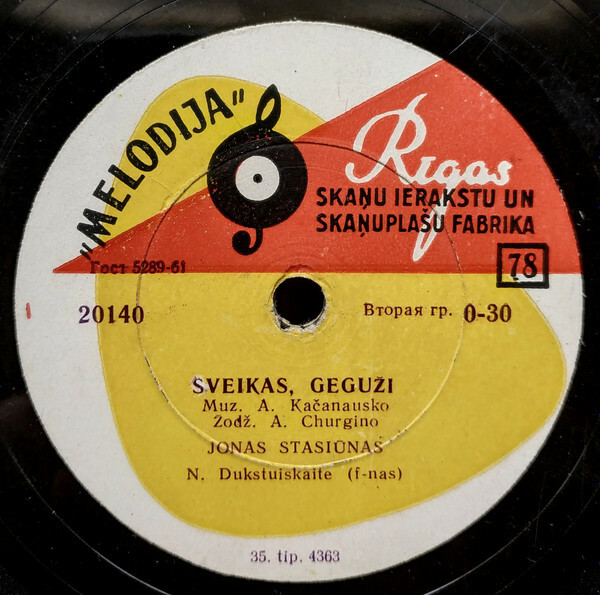 „MELODIJA"
Rīgas
SKAŅU IERAKSTU UN
SKAŅUPLAŠU FABRIKA
78
Гост 5289-61
20140
Вторая гр. 0-30
SVEIKAS, GEGUŽI
Muz. A. Kačanausko
Žodž. A. Churgino
JONAS STASIŪNAS
N. Dukstuiskaite (f-nas)
35. tip. 4363